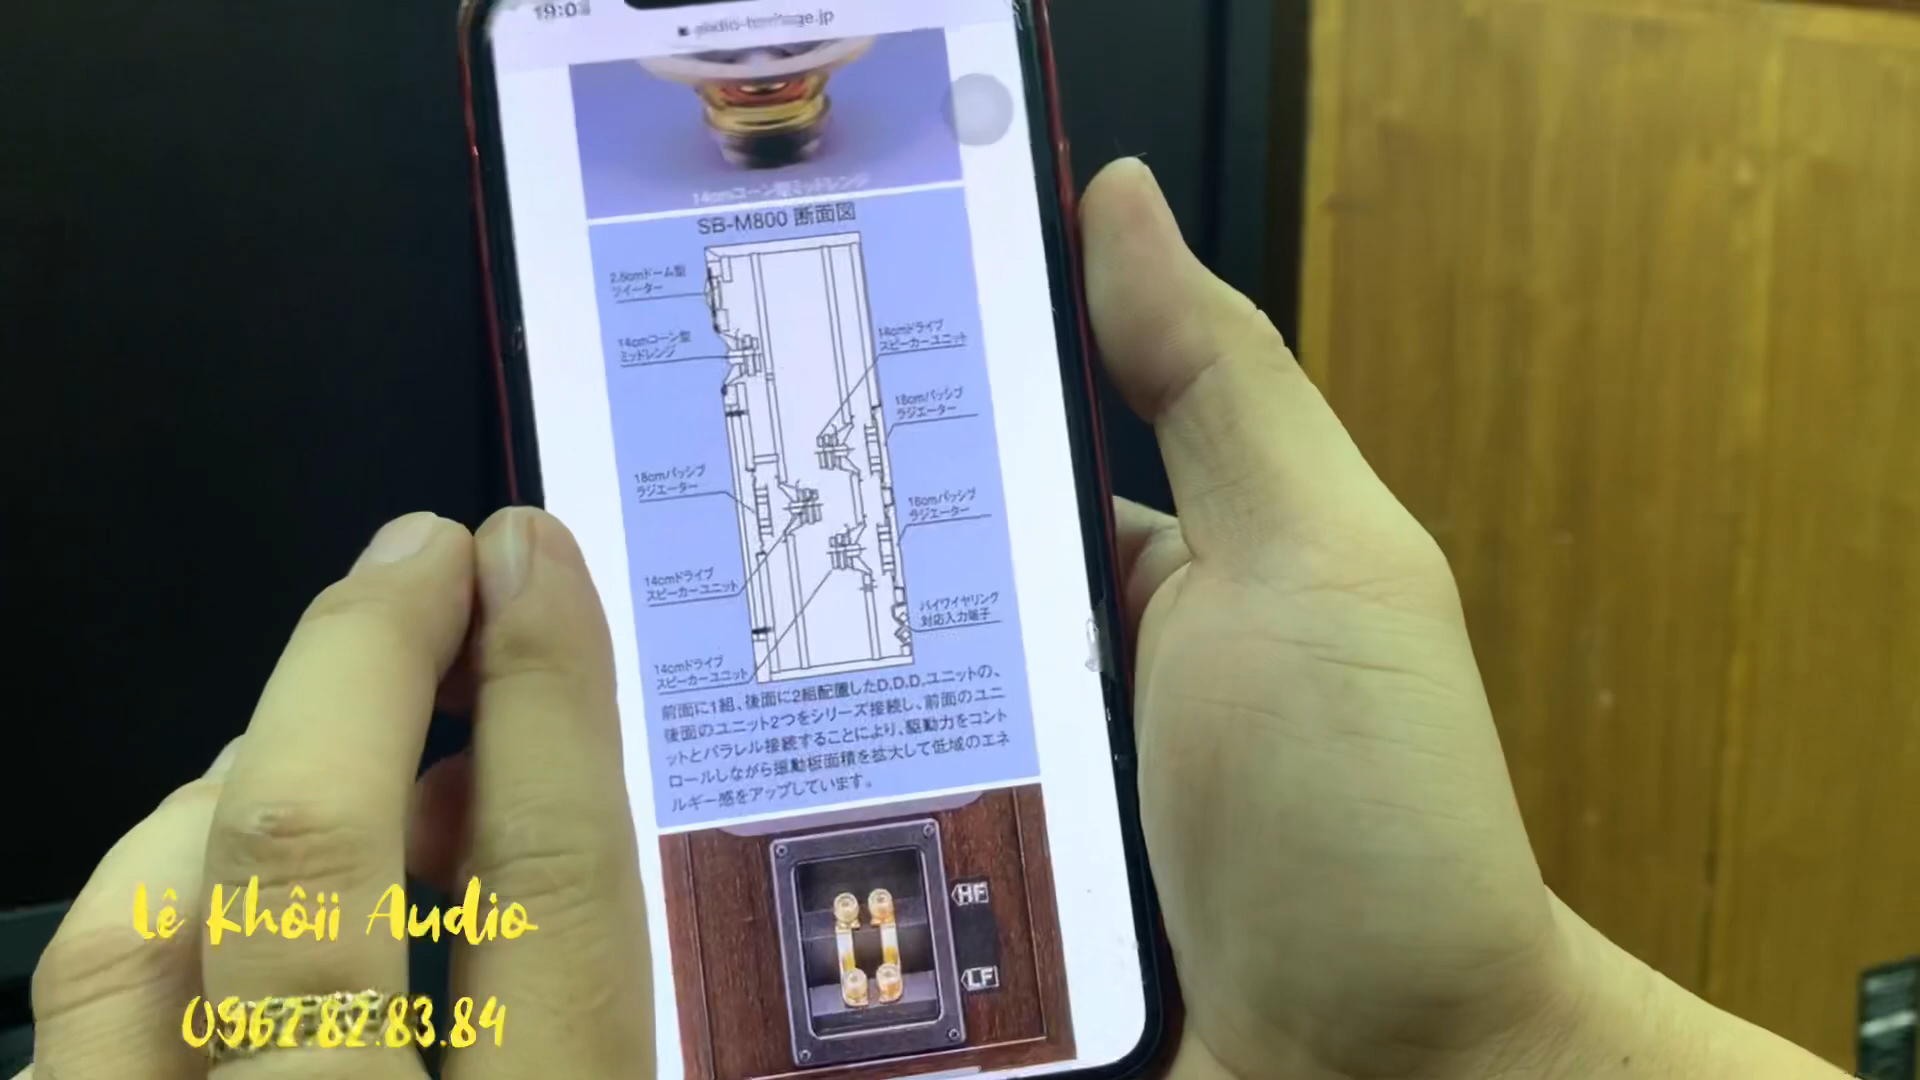 19:03
audio-heritage.jp
14cmコーン型ミッドレンジ
SB-M800 断面図
2.5cmドーム型
ツイーター
14cmコーン型
ミッドレンジ
14cmドライブ
スピーカーユニット
18cmパッシブ
ラジエーター
18cmパッシブ
ラジエーター
18cmパッシブ
ラジエーター
14cmドライブ
スピーカーユニット
バイワイヤリング
対応入力端子
14cmドライブ
スピーカーユニット
前面に1組、後面に2組配置したD.D.D.ユニットの、
後面のユニット2つをシリーズ接続し、前面のユニ
ットとパラレル接続することにより、駆動力をコント
ロールしながら振動板面積を拡大して低域のエネ
ルギー感をアップしています。
HF
LF
Lê Khôii Audio
0962.82.83.84